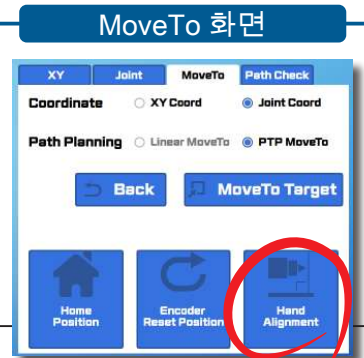 MoveTo 화면
XY Joint MoveTo Path Check
Coordinate XY Coord Joint Coord
Path Planning Linear MoveTo PTP MoveTo
Back MoveTo Target
Home Position
Encoder Reset Position
Hand Alignment